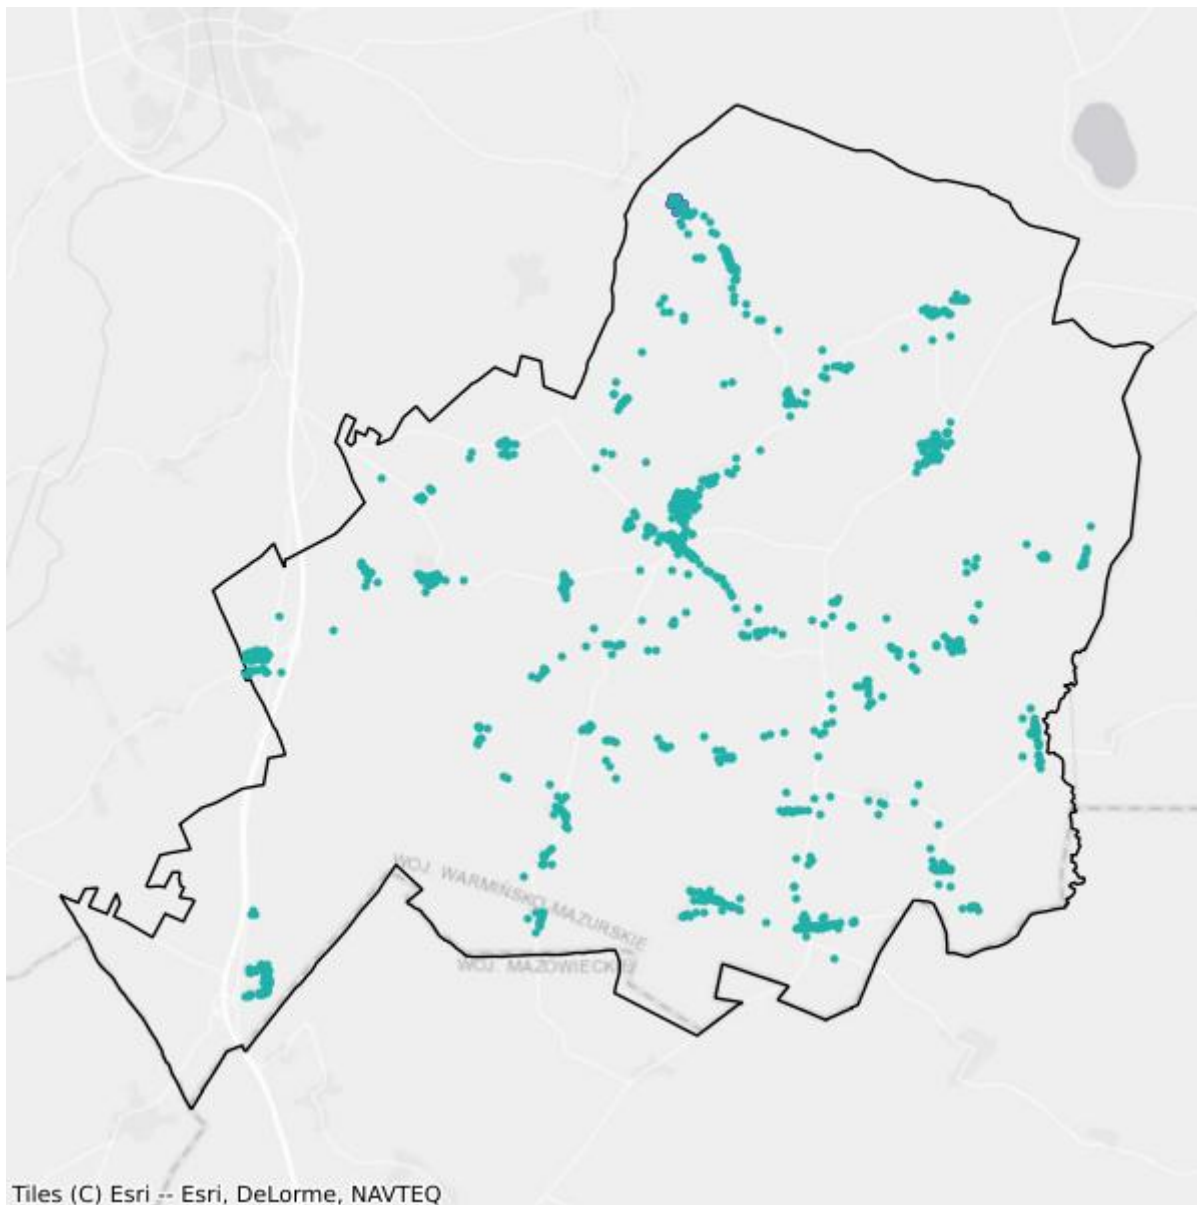 WOJ. WARMIŃSKO-MAZURSKIE
WOJ. MAZOWIECKIE
Tiles (C) Esri -- Esri, DeLorme, NAVTEQ